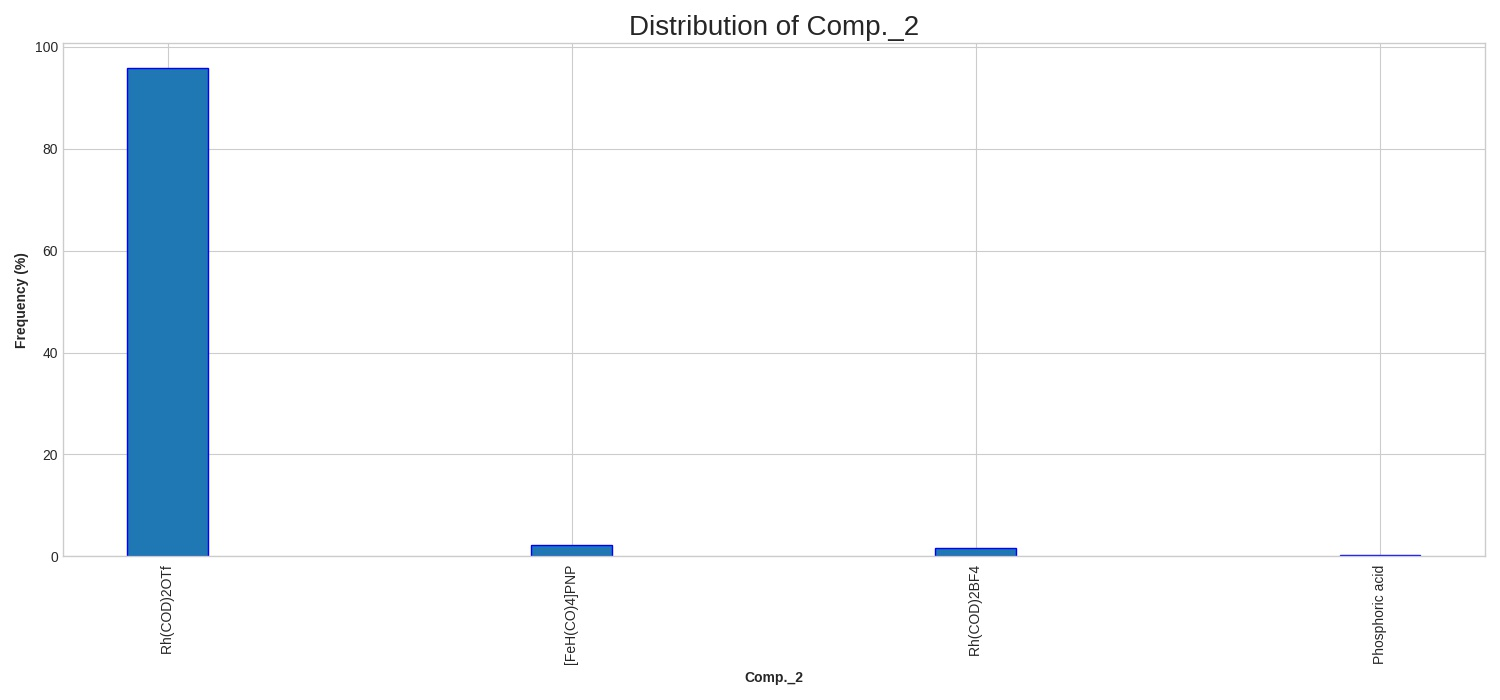 Distribution of Comp._2
Frequency (%)
100
80
60
40
20
0
Rh(COD)2OTf
[FeH(CO)4]PNP
Rh(COD)2BF4
Phosphoric acid
Comp._2